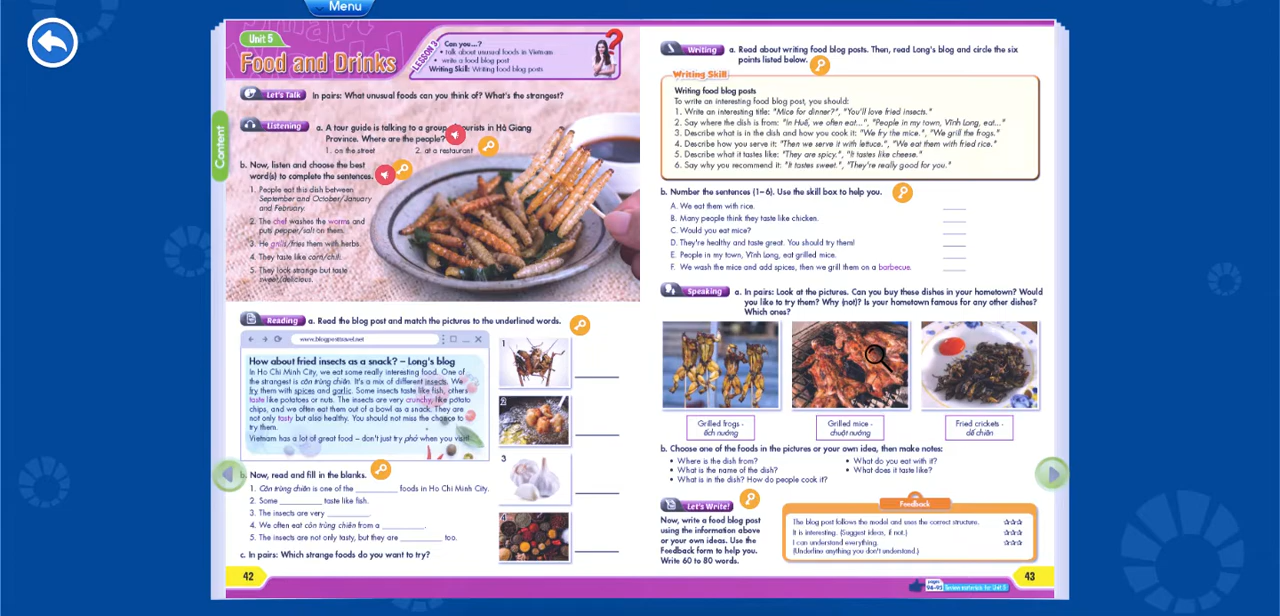 Menu
Unit 5
Food and Drinks
LESSON 3
Can you...?
• talk about unusual foods in Vietnam
• write a food blog post
Writing Skill: Writing food blog posts
Content
Let's Talk
In pairs: What unusual foods can you think of? What's the strangest?
Listening
a. A tour guide is talking to a group tourists in Hà Giang
Province. Where are the people?
1. on the street
2. at a restaurant
b. Now, listen and choose the best
word(s) to complete the sentences.
1. People eat this dish between
September and October/January
and February.
2. The chef washes the worms and
puts pepper/salt on them.
3. He grills/fries them with herbs.
4. They taste like corn/chili.
5. They look strange but taste
sweet/delicious.
Reading
a. Read the blog post and match the pictures to the underlined words.
www.blogposttravel.net
How about fried insects as a snack? – Long's blog
In Ho Chi Minh City, we eat some really interesting food. One of
the strangest is côn trùng chiên. It's a mix of different insects. We
fry them with spices and garlic. Some insects taste like fish, others
taste like potatoes or nuts. The insects are very crunchy, like potato
chips, and we often eat them out of a bowl as a snack. They are
not only tasty but also healthy. You should not miss the chance to
try them.
Vietnam has a lot of great food – don't just try phở when you visit!
1
2
3
4
b. Now, read and fill in the blanks.
1. Côn trùng chiên is one of the __________ foods in Ho Chi Minh City.
2. Some __________ taste like fish.
3. The insects are very __________.
4. We often eat côn trùng chiên from a __________.
5. The insects are not only tasty, but they are __________ too.
c. In pairs: Which strange foods do you want to try?
42
Writing
a. Read about writing food blog posts. Then, read Long's blog and circle the six
points listed below.
Writing Skill
Writing food blog posts
To write an interesting food blog post, you should:
1. Write an interesting title: "Mice for dinner?", "You'll love fried insects."
2. Say where the dish is from: "In Huế, we often eat...", "People in my town, Vĩnh Long, eat..."
3. Describe what is in the dish and how you cook it: "We fry the mice.", "We grill the frogs."
4. Describe how you serve it: "Then we serve it with lettuce.", "We eat them with fried rice."
5. Describe what it tastes like: "They are spicy.", "It tastes like cheese."
6. Say why you recommend it: "It tastes sweet.", "They're really good for you."
b. Number the sentences (1–6). Use the skill box to help you.
A. We eat them with rice. _____
B. Many people think they taste like chicken. _____
C. Would you eat mice? _____
D. They're healthy and taste great. You should try them! _____
E. People in my town, Vĩnh Long, eat grilled mice. _____
F. We wash the mice and add spices, then we grill them on a barbecue. _____
Speaking
a. In pairs: Look at the pictures. Can you buy these dishes in your hometown? Would
you like to try them? Why (not)? Is your hometown famous for any other dishes?
Which ones?
Grilled frogs -
ếch nướng
Grilled mice -
chuột nướng
Fried crickets -
dế chiên
b. Choose one of the foods in the pictures or your own idea, then make notes:
• Where is the dish from?
• What is the name of the dish?
• What is in the dish? How do people cook it?
• What do you eat with it?
• What does it taste like?
Let's Write!
Now, write a food blog post
using the information above
or your own ideas. Use the
Feedback form to help you.
Write 60 to 80 words.
Feedback
The blog post follows the model and uses the correct structure. ☆☆☆
It is interesting. (Suggest ideas, if not.) ☆☆☆
I can understand everything. ☆☆☆
(Underline anything you don't understand.)
Review materials for Unit 5
43